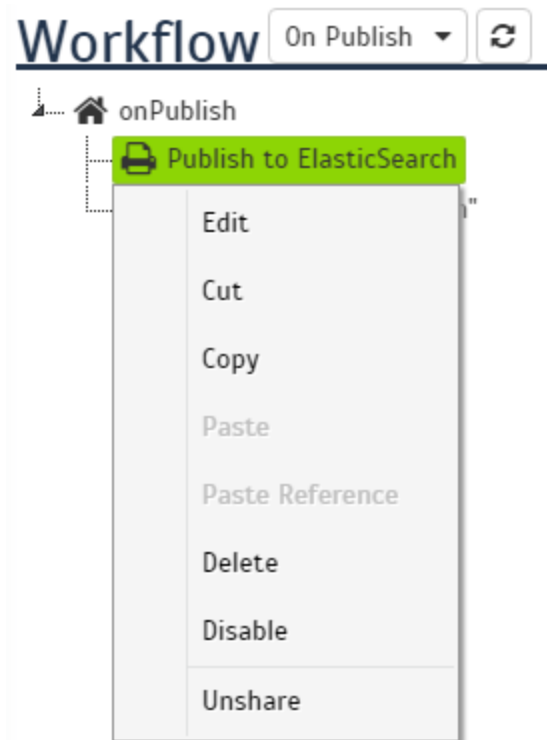 Workflow On Publish
onPublish
Publish to ElasticSearch
Edit
Cut
Copy
Paste
Paste Reference
Delete
Disable
Unshare